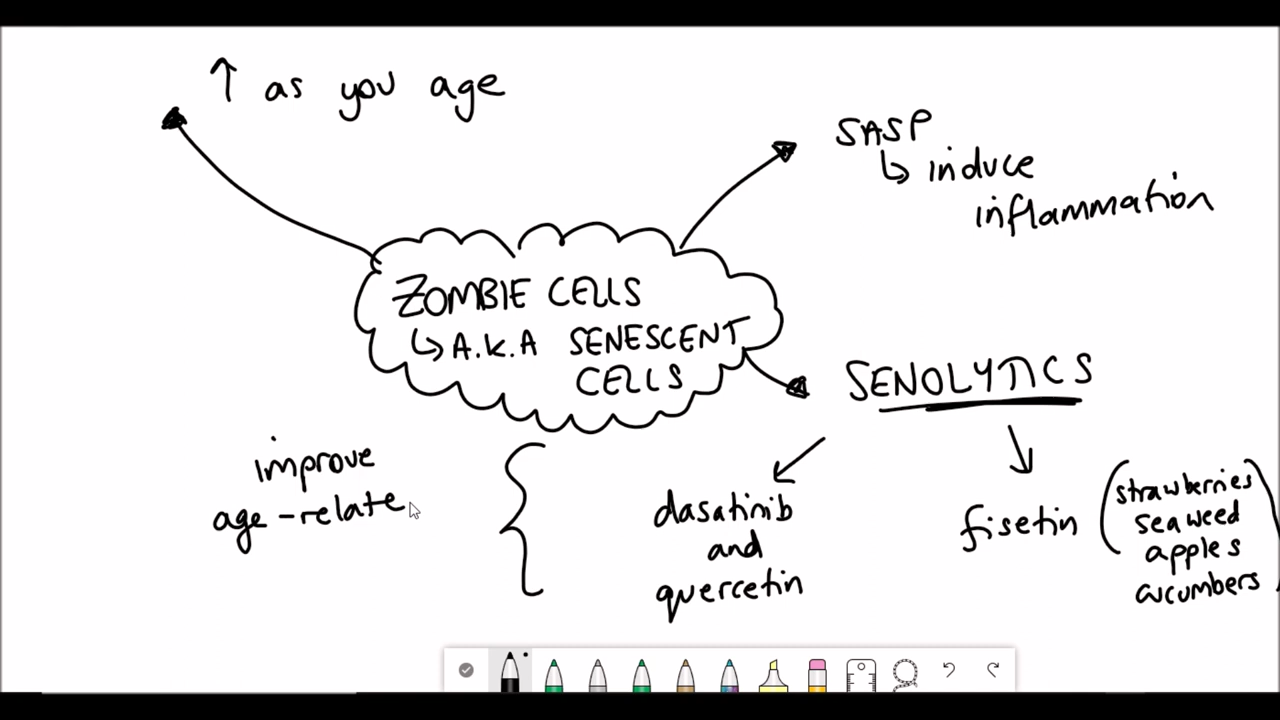 ↑ as you age
SASP
↳ induce
inflammation
ZOMBIE CELLS
↳ A.K.A SENESCENT
CELLS
SENOLYTICS
improve
age-relate
dasatinib
and
quercetin
fisetin
(strawberries
seaweed
apples
cucumbers)